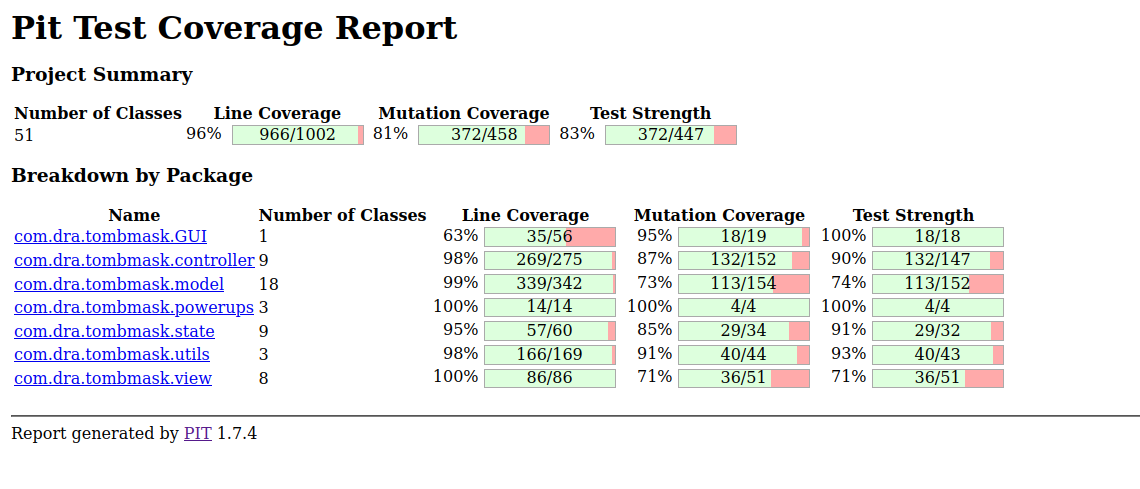 Pit Test Coverage Report
Project Summary
Number of Classes Line Coverage Mutation Coverage Test Strength
51 96% 966/1002 81% 372/458 83% 372/447
Breakdown by Package
Name Number of Classes Line Coverage Mutation Coverage Test Strength
com.dra.tombmask.GUI 1 63% 35/56 95% 18/19 100% 18/18
com.dra.tombmask.controller 9 98% 269/275 87% 132/152 90% 132/147
com.dra.tombmask.model 18 99% 339/342 73% 113/154 74% 113/152
com.dra.tombmask.powerups 3 100% 14/14 100% 4/4 100% 4/4
com.dra.tombmask.state 9 95% 57/60 85% 29/34 91% 29/32
com.dra.tombmask.utils 3 98% 166/169 91% 40/44 93% 40/43
com.dra.tombmask.view 8 100% 86/86 71% 36/51 71% 36/51
Report generated by PIT 1.7.4